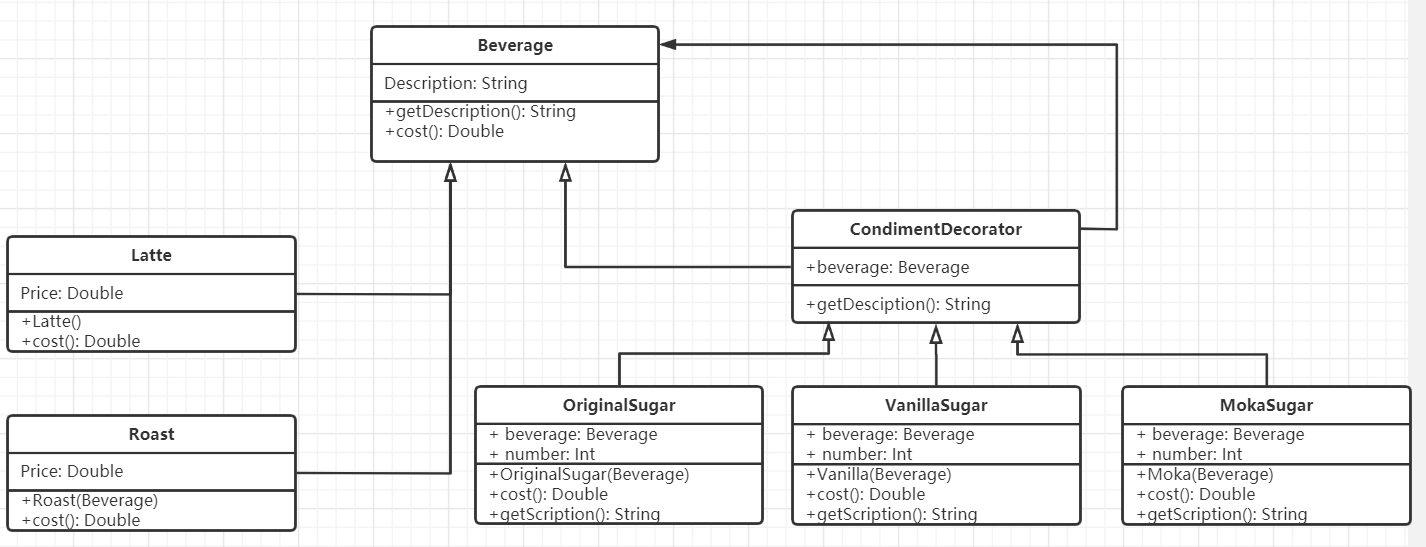 Beverage
Description: String
+getDescription(): String
+cost(): Double
Latte
Price: Double
+Latte()
+cost(): Double
CondimentDecorator
+beverage: Beverage
+getDesciption(): String
Roast
Price: Double
+Roast(Beverage)
+cost(): Double
OriginalSugar
+ beverage: Beverage
+ number: Int
+OriginalSugar(Beverage)
+cost(): Double
+getScription(): String
VanillaSugar
+ beverage: Beverage
+ number: Int
+Vanilla(Beverage)
+cost(): Double
+getScription(): String
MokaSugar
+ beverage: Beverage
+ number: Int
+Moka(Beverage)
+cost(): Double
+getScription(): String